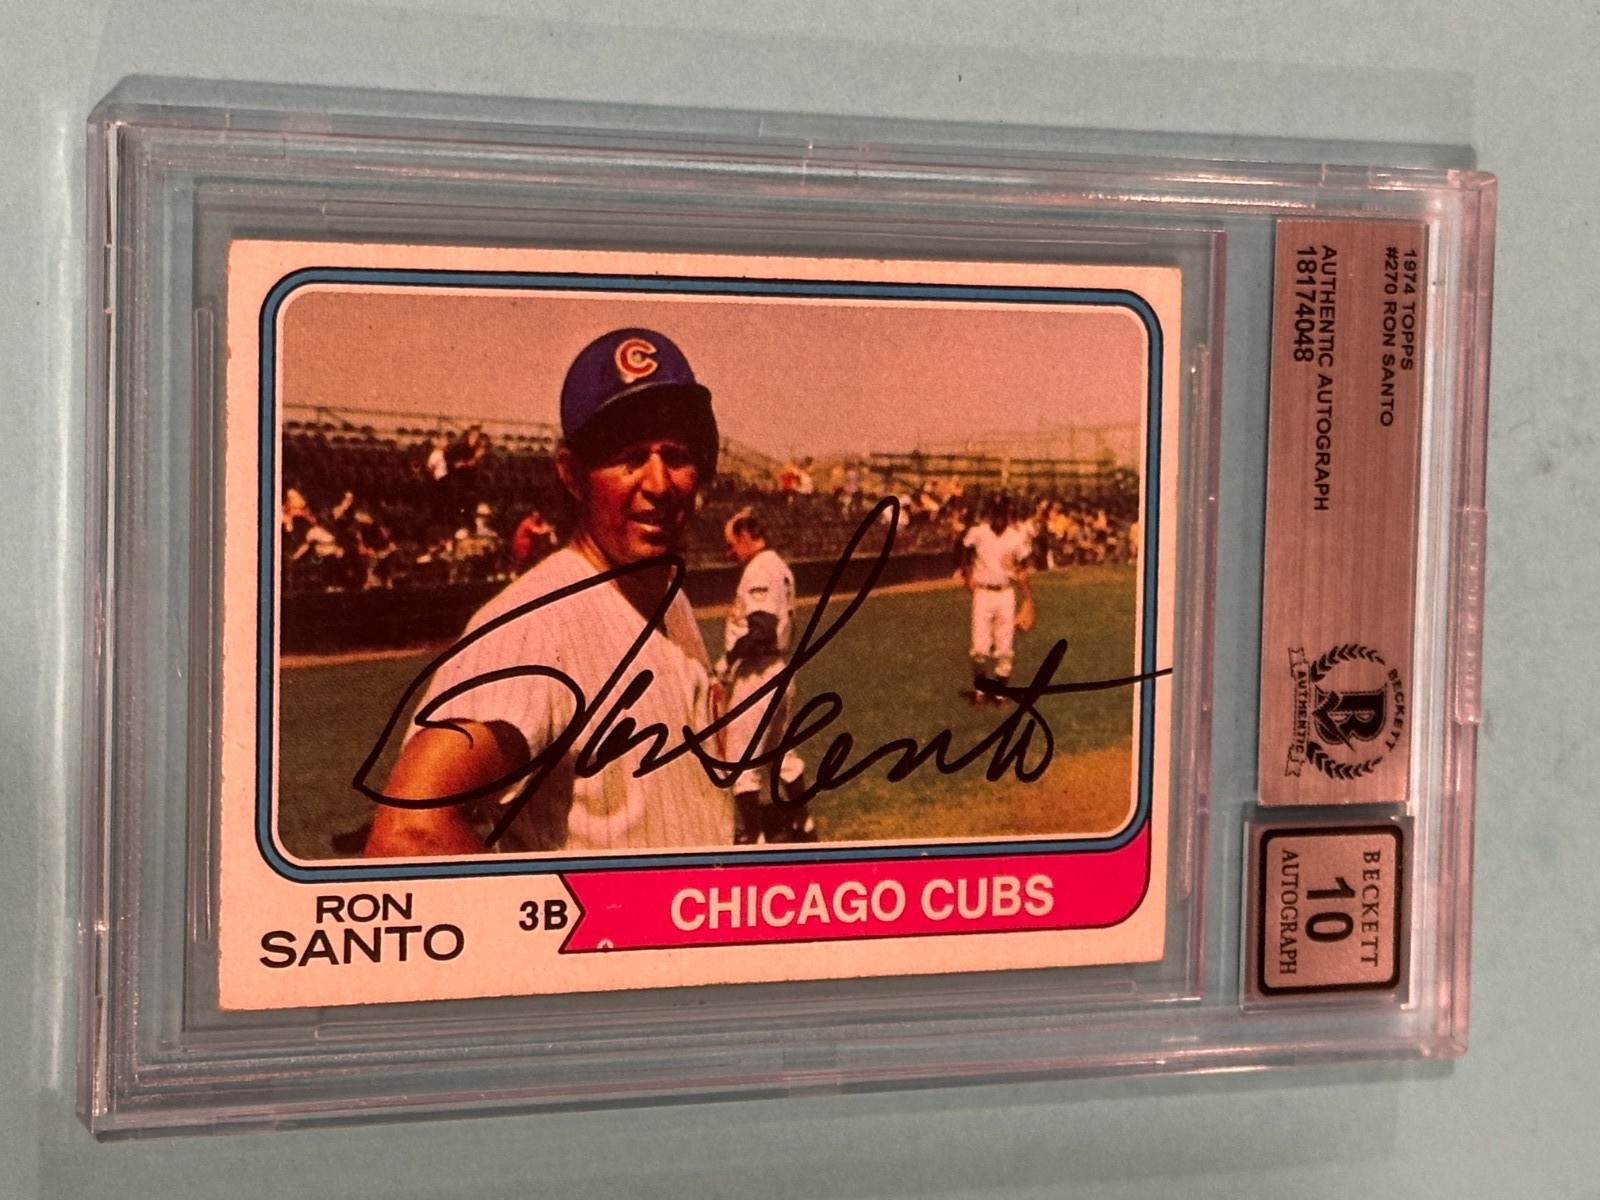 1974 TOPPS
#270 RON SANTO
AUTHENTIC AUTOGRAPH
18174048
BECKETT
B
AUTHENTIC
BECKETT
10
AUTOGRAPH
C
Ron Santo
RON
SANTO
3B
CHICAGO CUBS